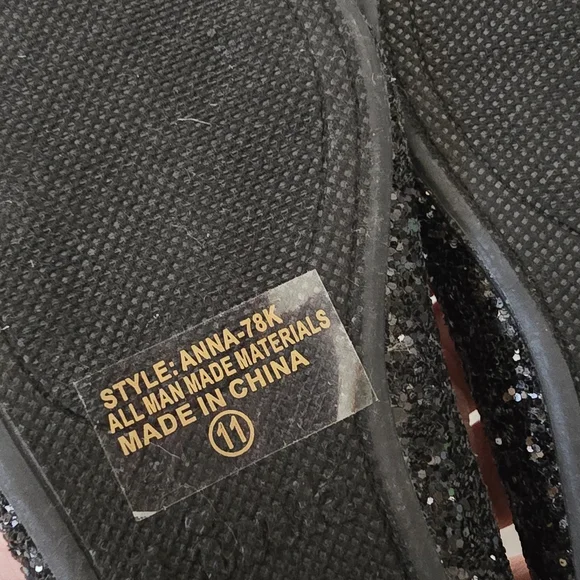 STYLE: ANNA-78K
ALL MAN MADE MATERIALS
MADE IN CHINA
11